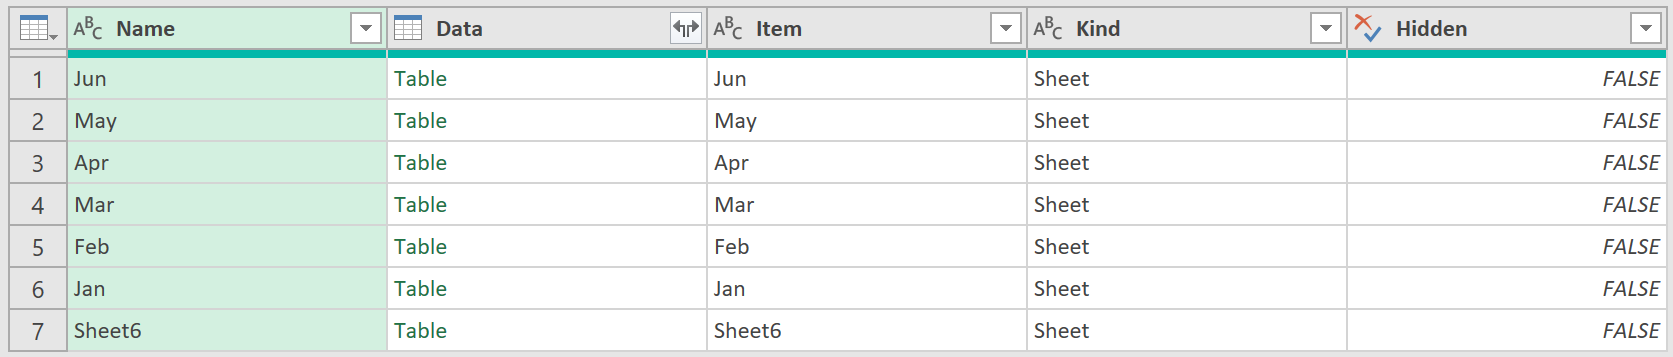 ABC Name Data ABC Item ABC Kind Hidden
1 Jun Table Jun Sheet FALSE
2 May Table May Sheet FALSE
3 Apr Table Apr Sheet FALSE
4 Mar Table Mar Sheet FALSE
5 Feb Table Feb Sheet FALSE
6 Jan Table Jan Sheet FALSE
7 Sheet6 Table Sheet6 Sheet FALSE